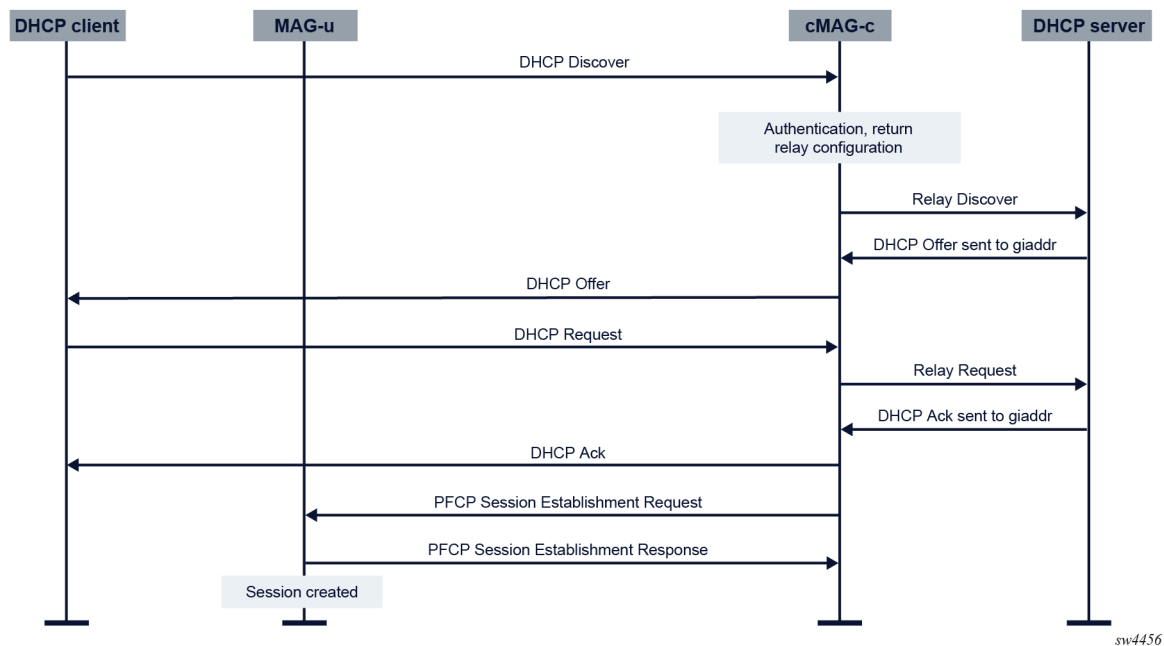 DHCP client
MAG-u
cMAG-c
DHCP server
DHCP Discover
Authentication, return
relay configuration
Relay Discover
DHCP Offer sent to giaddr
DHCP Offer
DHCP Request
Relay Request
DHCP Ack sent to giaddr
DHCP Ack
PFCP Session Establishment Request
PFCP Session Establishment Response
Session created
sw4456